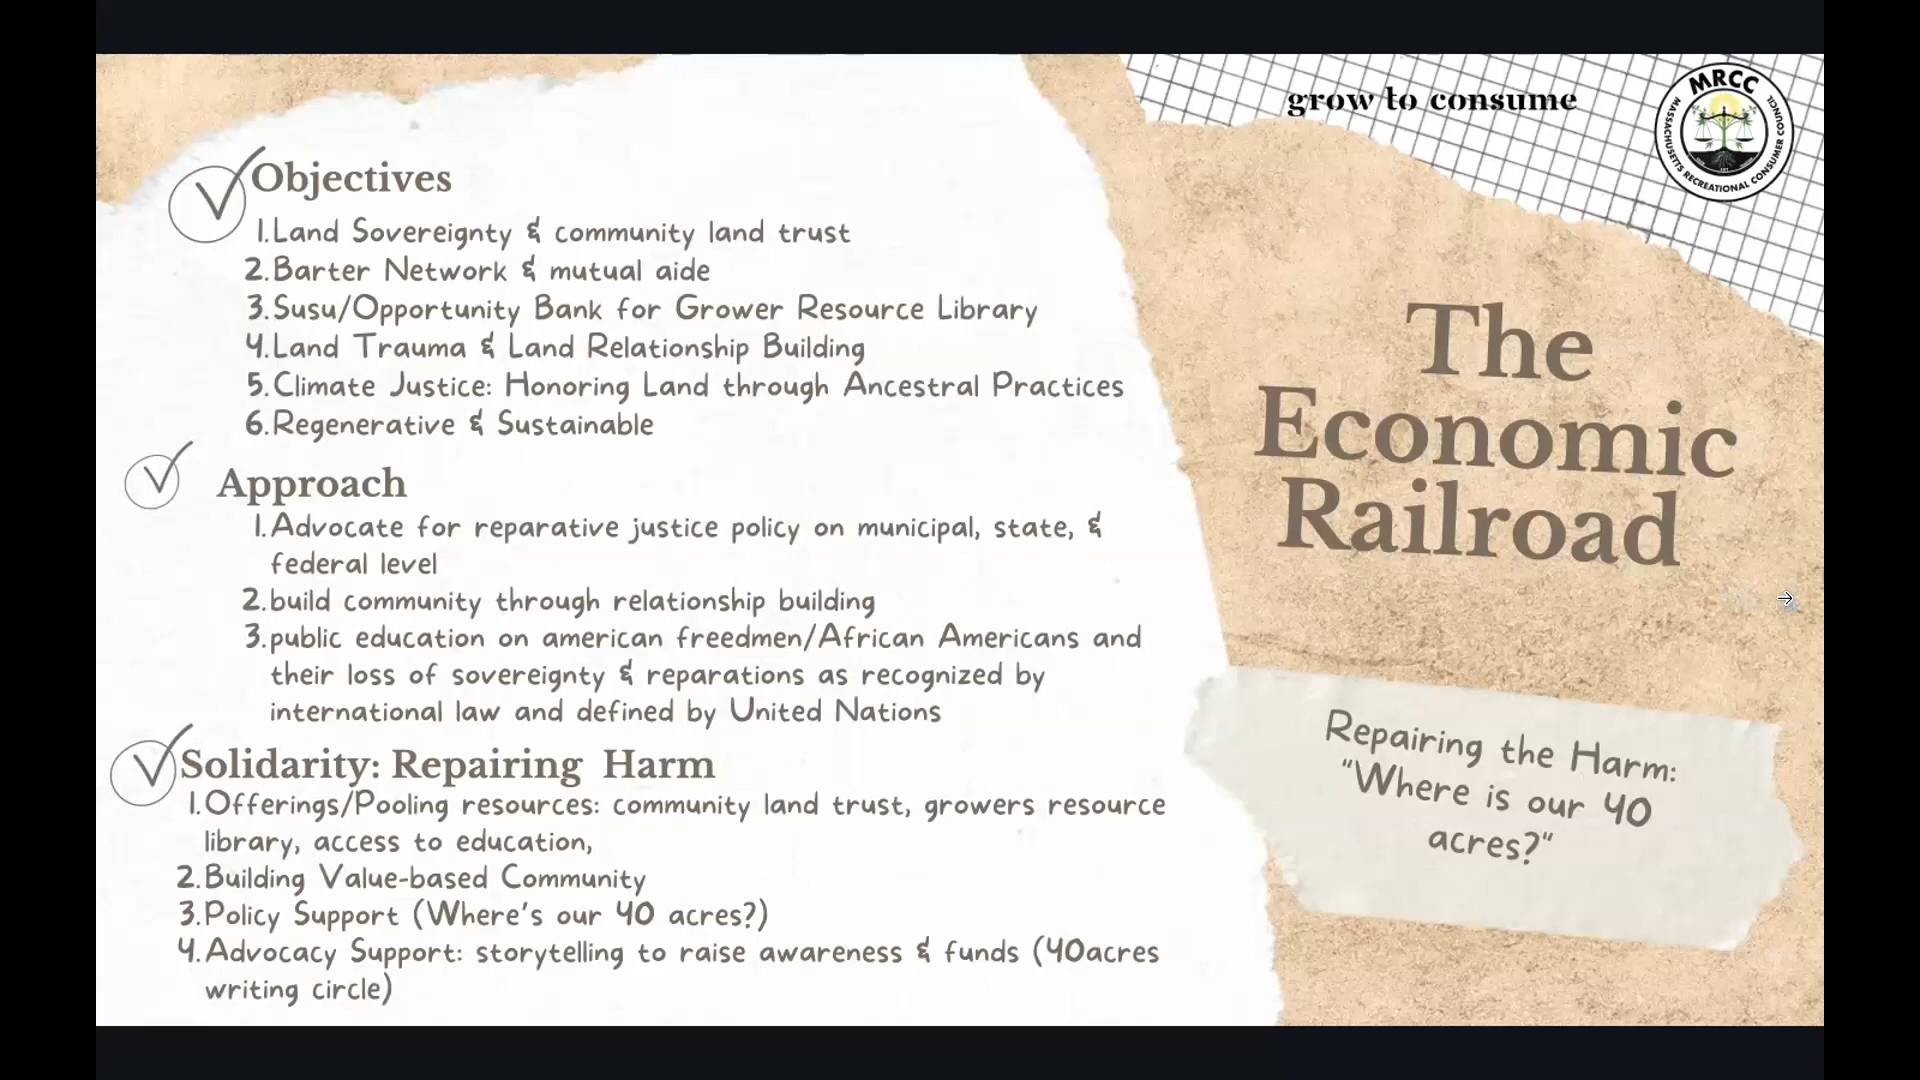 grow to consume
MRCC
MASSACHUSETTS RECREATIONAL CONSUMER COUNCIL
Objectives
1.Land Sovereignty & community land trust
2.Barter Network & mutual aide
3.Susu/Opportunity Bank for Grower Resource Library
4.Land Trauma & Land Relationship Building
5.Climate Justice: Honoring Land through Ancestral Practices
6.Regenerative & Sustainable
Approach
1.Advocate for reparative justice policy on municipal, state, &
federal level
2.build community through relationship building
3.public education on american freedmen/African Americans and
their loss of sovereignty & reparations as recognized by
international law and defined by United Nations
Solidarity: Repairing Harm
1.Offerings/Pooling resources: community land trust, growers resource
library, access to education,
2.Building Value-based Community
3.Policy Support (Where's our 40 acres?)
4.Advocacy Support: storytelling to raise awareness & funds (40acres
writing circle)
The
Economic
Railroad
Repairing the Harm:
"Where is our 40
acres?"